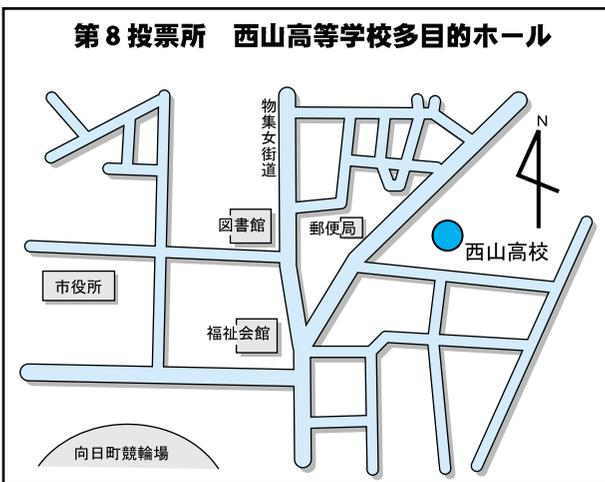 第8投票所 西山高等学校多目的ホール
N
物集女街道
図書館
郵便局
西山高校
市役所
福祉会館
向日町競輪場